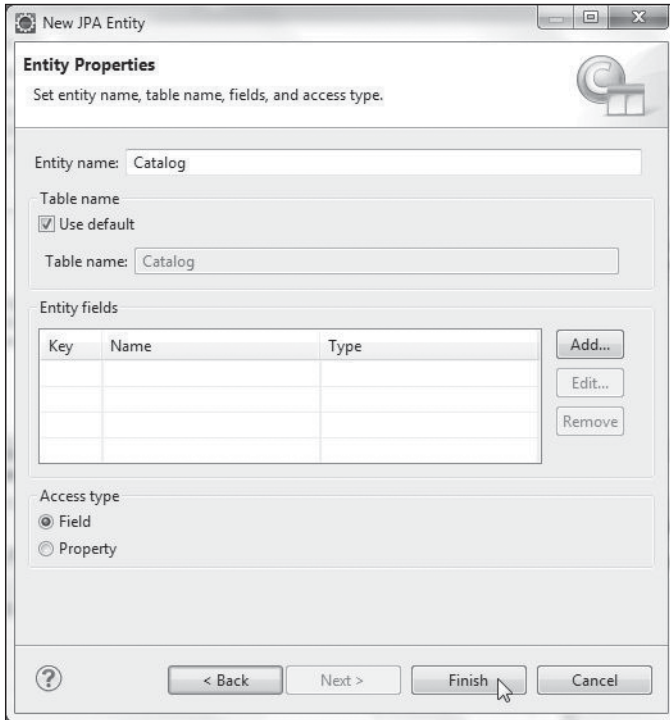 New JPA Entity
Entity Properties
Set entity name, table name, fields, and access type.
Entity name: Catalog
Table name
Use default
Table name: Catalog
Entity fields
Key Name Type
Add...
Edit...
Remove
Access type
Field
Property
? < Back Next > Finish Cancel